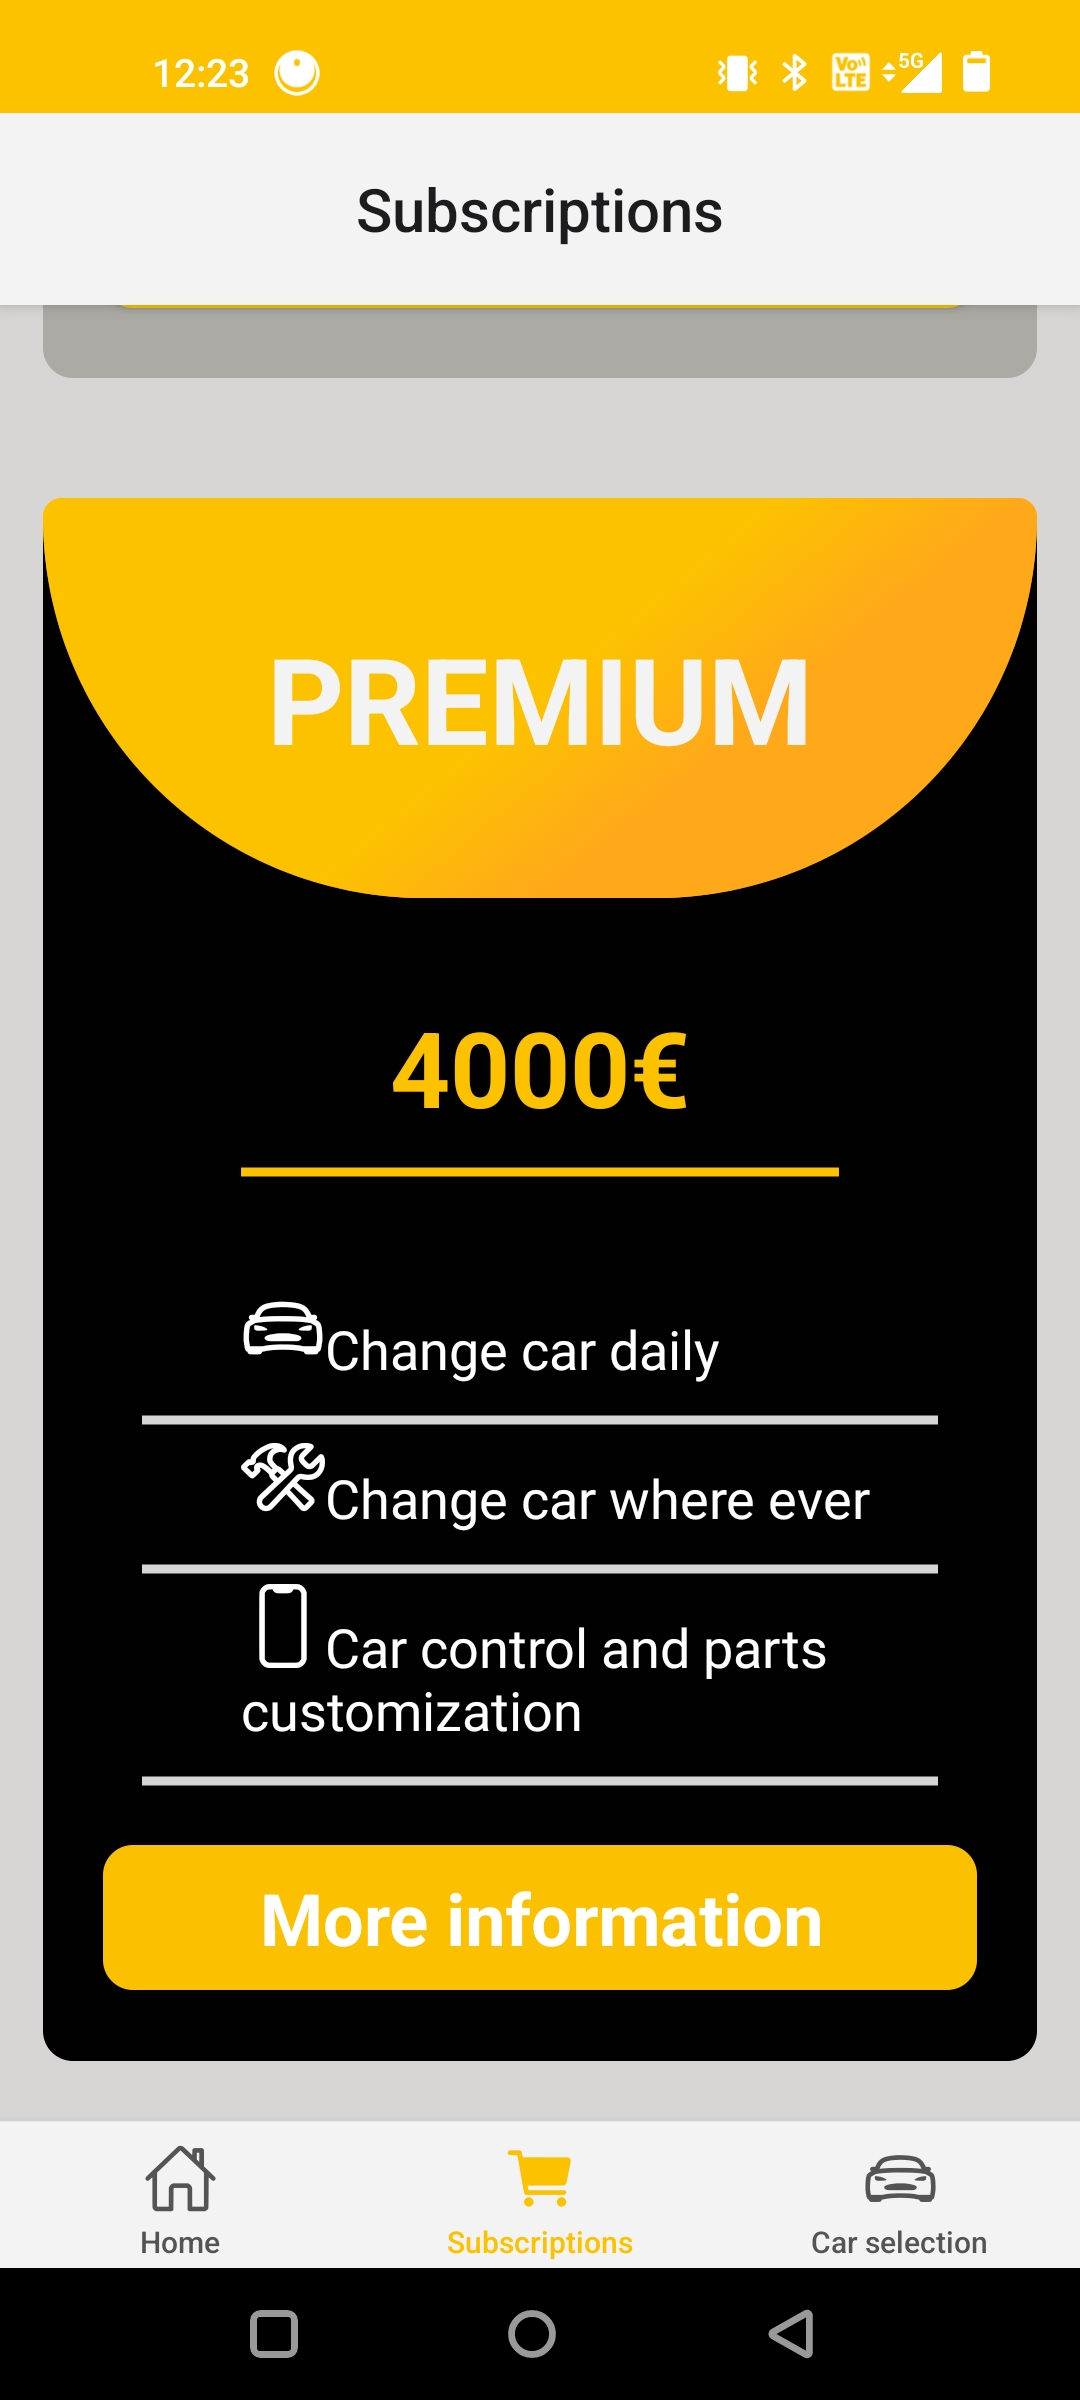 12:23
Vo LTE 5G
Subscriptions
PREMIUM
4000€
Change car daily
Change car where ever
Car control and parts
customization
More information
Home
Subscriptions
Car selection